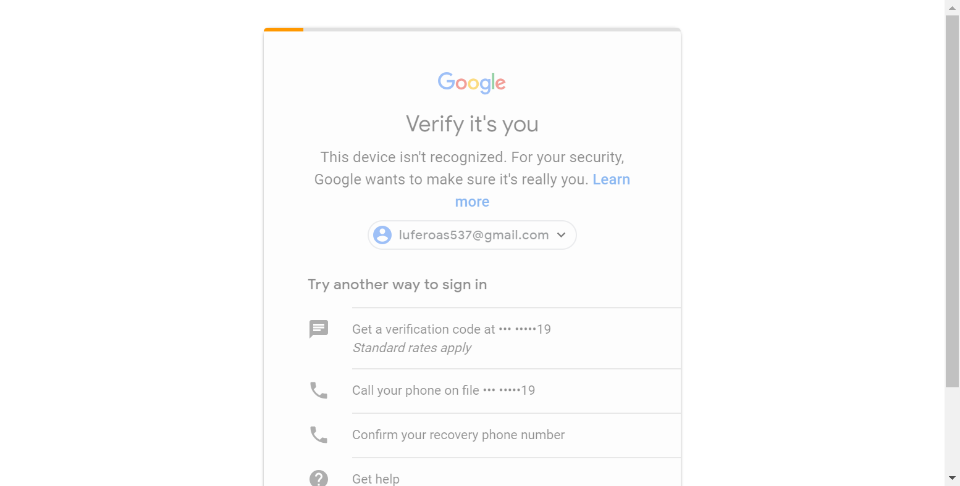 Google
Verify it's you
This device isn't recognized. For your security,
Google wants to make sure it's really you. Learn
more
luferoas537@gmail.com
Try another way to sign in
Get a verification code at ••• •••••19
Standard rates apply
Call your phone on file ••• •••••19
Confirm your recovery phone number
Get help